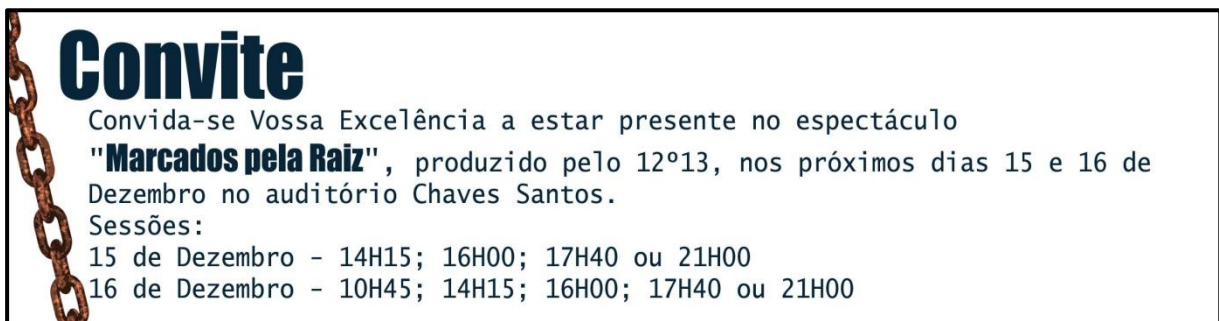 Convite
Convida-se Vossa Excelência a estar presente no espectáculo
"Marcados pela Raiz", produzido pelo 12º13, nos próximos dias 15 e 16 de
Dezembro no auditório Chaves Santos.
Sessões:
15 de Dezembro - 14H15; 16H00; 17H40 ou 21H00
16 de Dezembro - 10H45; 14H15; 16H00; 17H40 ou 21H00